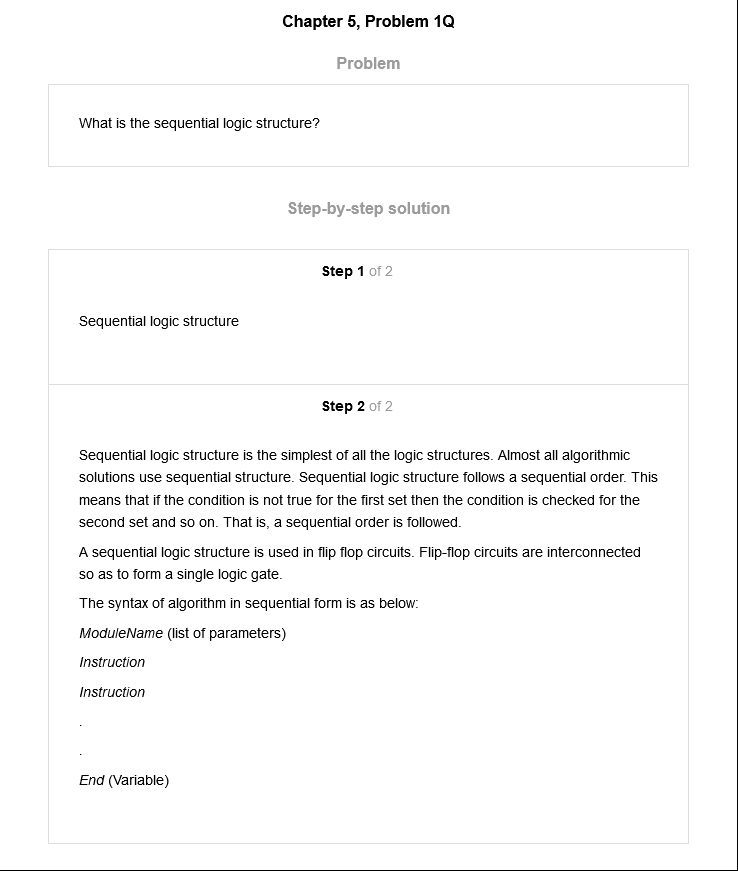 Chapter 5, Problem 1Q
Problem
What is the sequential logic structure?
Step-by-step solution
Step 1 of 2
Sequential logic structure
Step 2 of 2
Sequential logic structure is the simplest of all the logic structures. Almost all algorithmic
solutions use sequential structure. Sequential logic structure follows a sequential order. This
means that if the condition is not true for the first set then the condition is checked for the
second set and so on. That is, a sequential order is followed.
A sequential logic structure is used in flip flop circuits. Flip-flop circuits are interconnected
so as to form a single logic gate.
The syntax of algorithm in sequential form is as below:
ModuleName (list of parameters)
Instruction
Instruction
.
.
End (Variable)